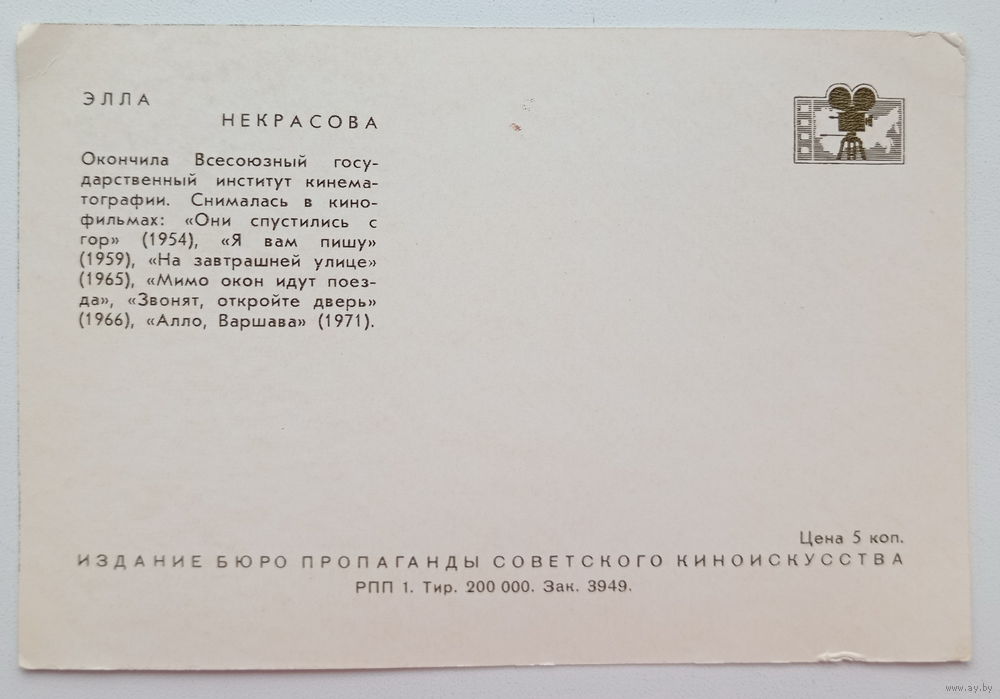 ЭЛЛА
НЕКРАСОВА
Окончила Всесоюзный госу-
дарственный институт кинема-
тографии. Снималась в кино-
фильмах: «Они спустились с
гор» (1954), «Я вам пишу»
(1959), «На завтрашней улице»
(1965), «Мимо окон идут поез-
да», «Звонят, откройте дверь»
(1966), «Алло, Варшава» (1971).
Цена 5 коп.
ИЗДАНИЕ БЮРО ПРОПАГАНДЫ СОВЕТСКОГО КИНОИСКУССТВА
РПП 1. Тир. 200 000. Зак. 3949.
www.ay.by